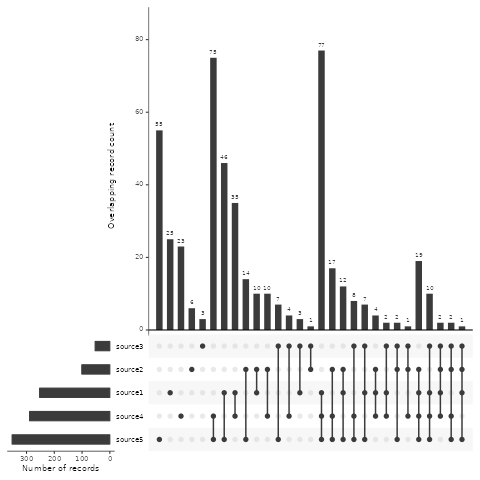 80
60
40
20
0
Overlapping record count
55 25 23 6 3 75 46 35 14 10 10 7 4 3 1 77 17 12 8 7 4 2 2 1 19 10 2 2 1
source3
source2
source1
source4
source5
300 200 100 0
Number of records